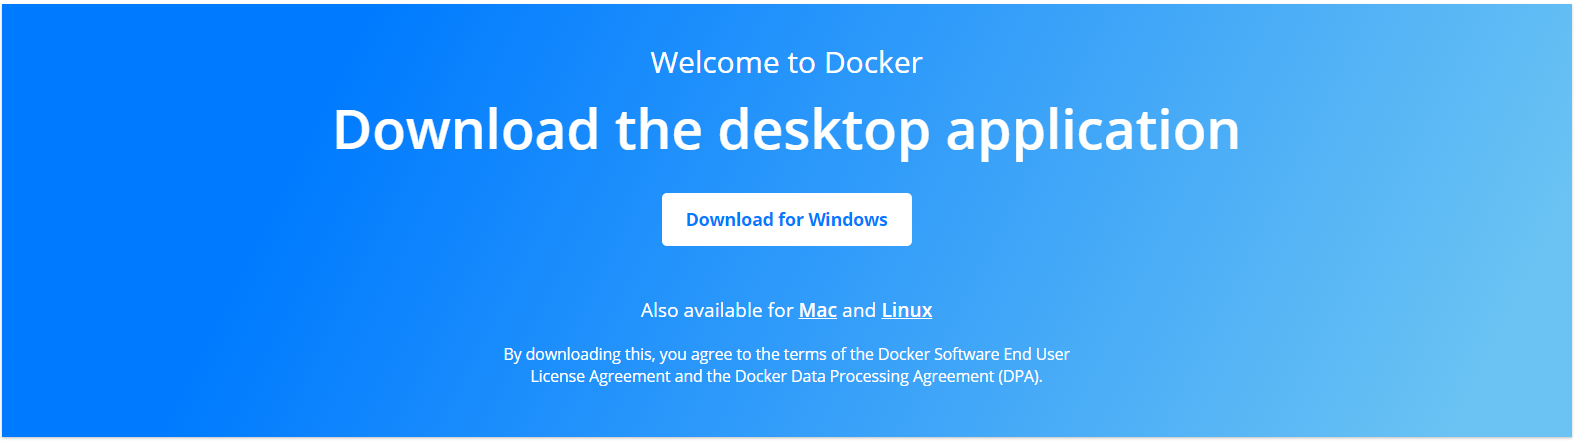 Welcome to Docker
Download the desktop application
Download for Windows
Also available for Mac and Linux
By downloading this, you agree to the terms of the Docker Software End User
License Agreement and the Docker Data Processing Agreement (DPA).